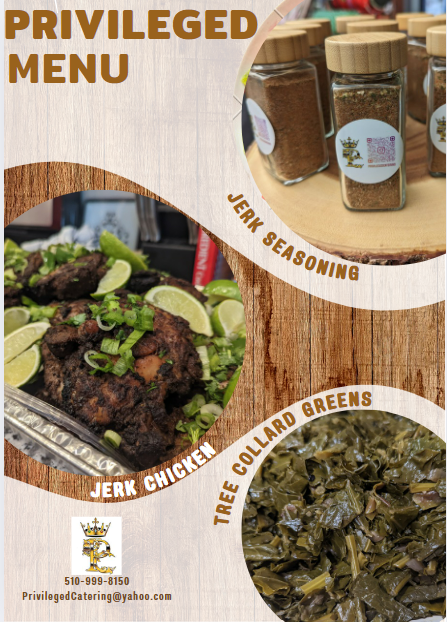 PRIVILEGED
MENU
JERK SEASONING
JERK CHICKEN
TREE COLLARD GREENS
510-999-8150
PrivilegedCatering@yahoo.com